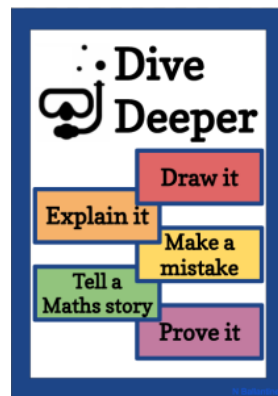 Dive
Deeper
Draw it
Explain it
Make a
mistake
Tell a
Maths story
Prove it